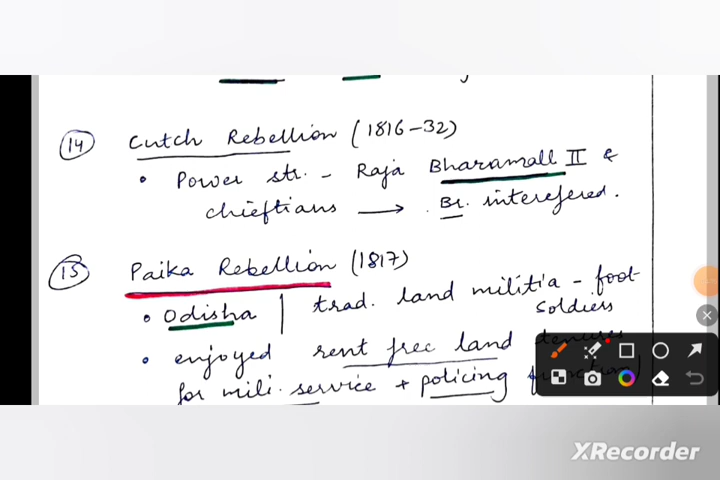 14 Cutch Rebellion (1816-32)
• Power str. - Raja Bharamall II &
chieftians → Br. interefered.
15 Paika Rebellion (1817)
• Odisha | trad. land militia - foot
soldiers
• enjoyed rent free land tenures
for mili. service + policing
XRecorder